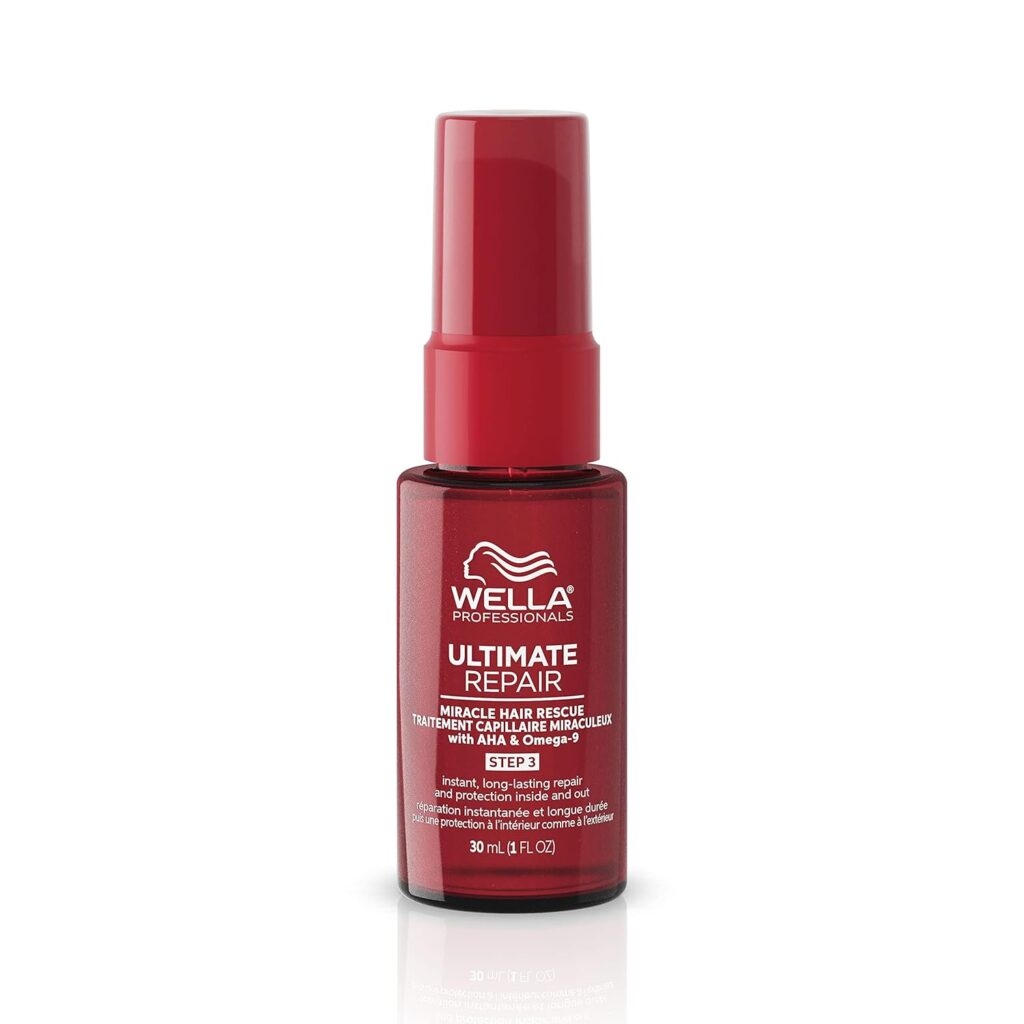 WELLA®
PROFESSIONALS
ULTIMATE
REPAIR
MIRACLE HAIR RESCUE
TRAITEMENT CAPILLAIRE MIRACULEUX
with AHA & Omega-9
STEP 3
instant, long-lasting repair
and protection inside and out
réparation instantanée et longue durée
puis une protection à l'intérieur comme à l'extérieur
30 mL (1 FL OZ)